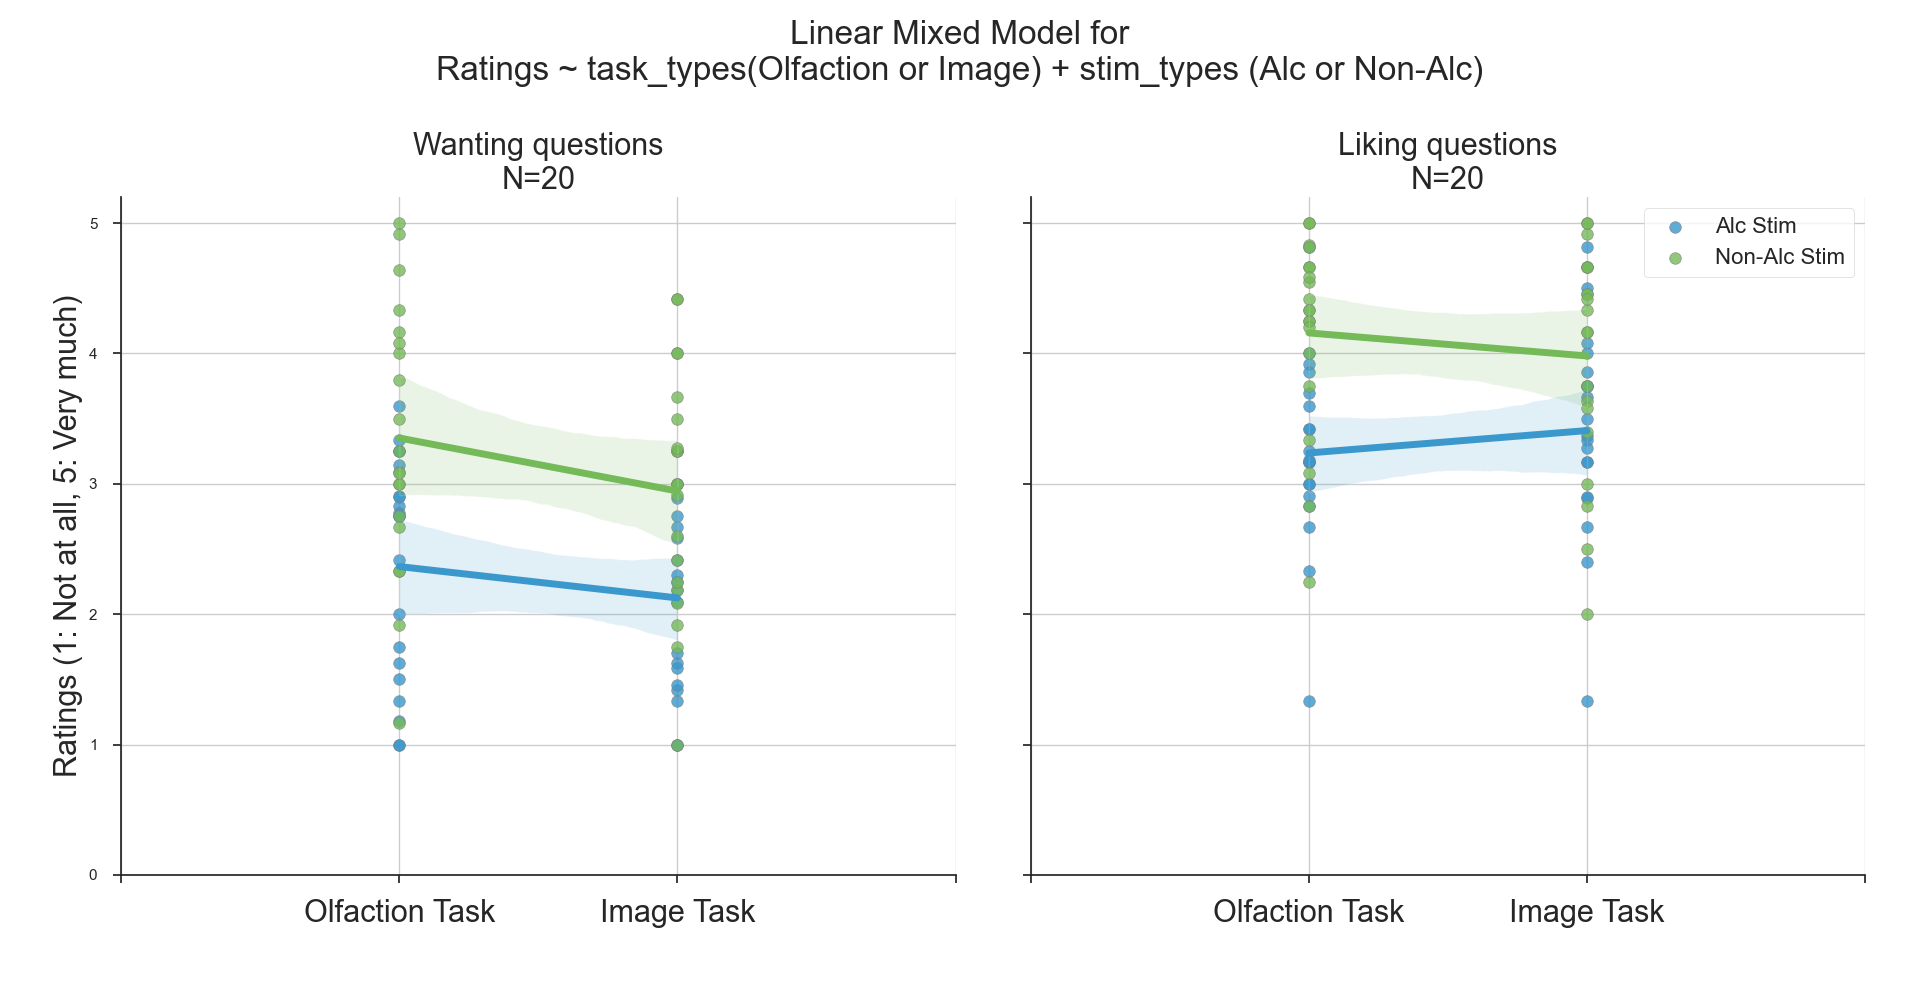 Linear Mixed Model for
Ratings ~ task_types(Olfaction or Image) + stim_types (Alc or Non-Alc)
Wanting questions
N=20
Ratings (1: Not at all, 5: Very much)
5
4
3
2
1
0
Olfaction Task
Image Task
Liking questions
N=20
Alc Stim
Non-Alc Stim
Olfaction Task
Image Task